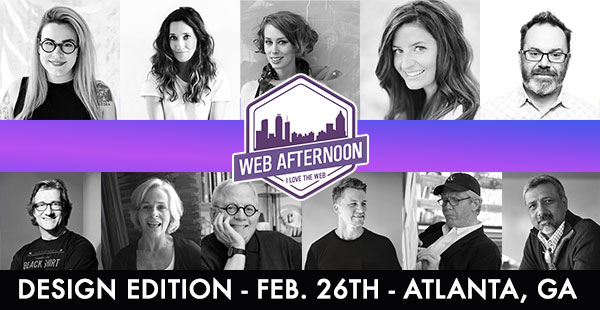 WEB AFTERNOON
I LOVE THE WEB
BLACK SHIRT
DESIGN EDITION - FEB. 26TH - ATLANTA, GA